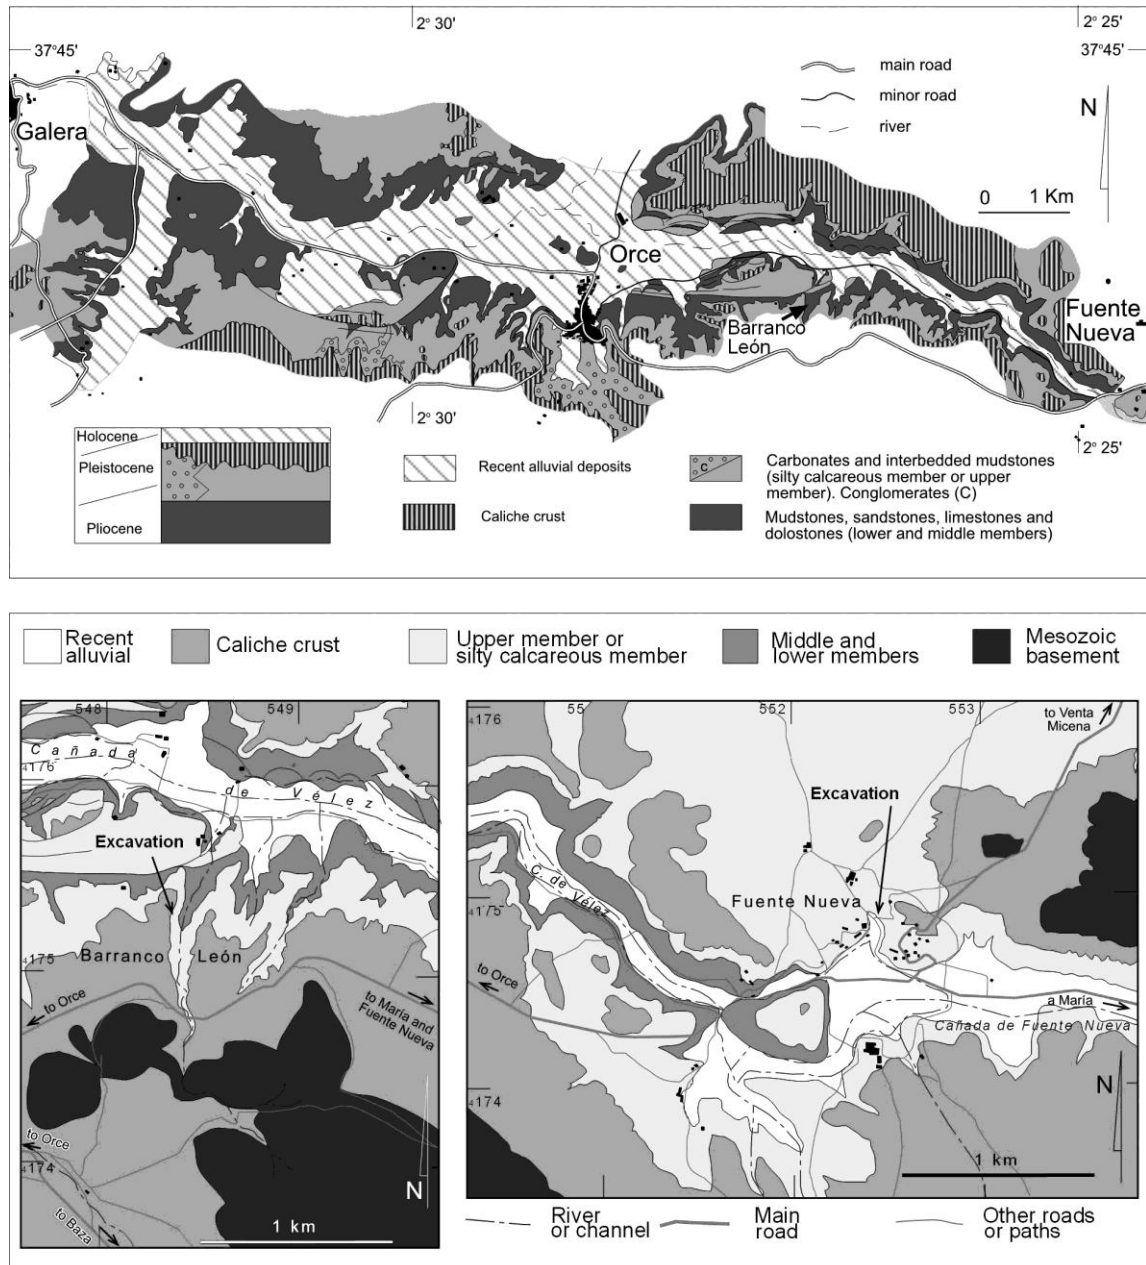 2° 30'
2° 25'
37°45'
37°45'
main road
minor road
river
N
Galera
0 1 Km
Orce
Barranco
León
Fuente
Nueva
2° 30'
2° 25'
Holocene
Pleistocene
Pliocene
Recent alluvial deposits
Caliche crust
C
Carbonates and interbedded mudstones
(silty calcareous member or upper
member). Conglomerates (C)
Mudstones, sandstones, limestones and
dolostones (lower and middle members)
Recent
alluvial
Caliche crust
Upper member or
silty calcareous member
Middle and
lower members
Mesozoic
basement
548
549
Cañada
de Vélez
4176
Excavation
Barranco León
4175
to Orce
to María and
Fuente Nueva
to Orce
4174
to Baza
N
1 km
4176
55
552
553
to Venta
Micena
Excavation
C. de Vélez
Fuente Nueva
4175
to Orce
a María
Cañada de Fuente Nueva
4174
N
1 km
River
or channel
Main
road
Other roads
or paths